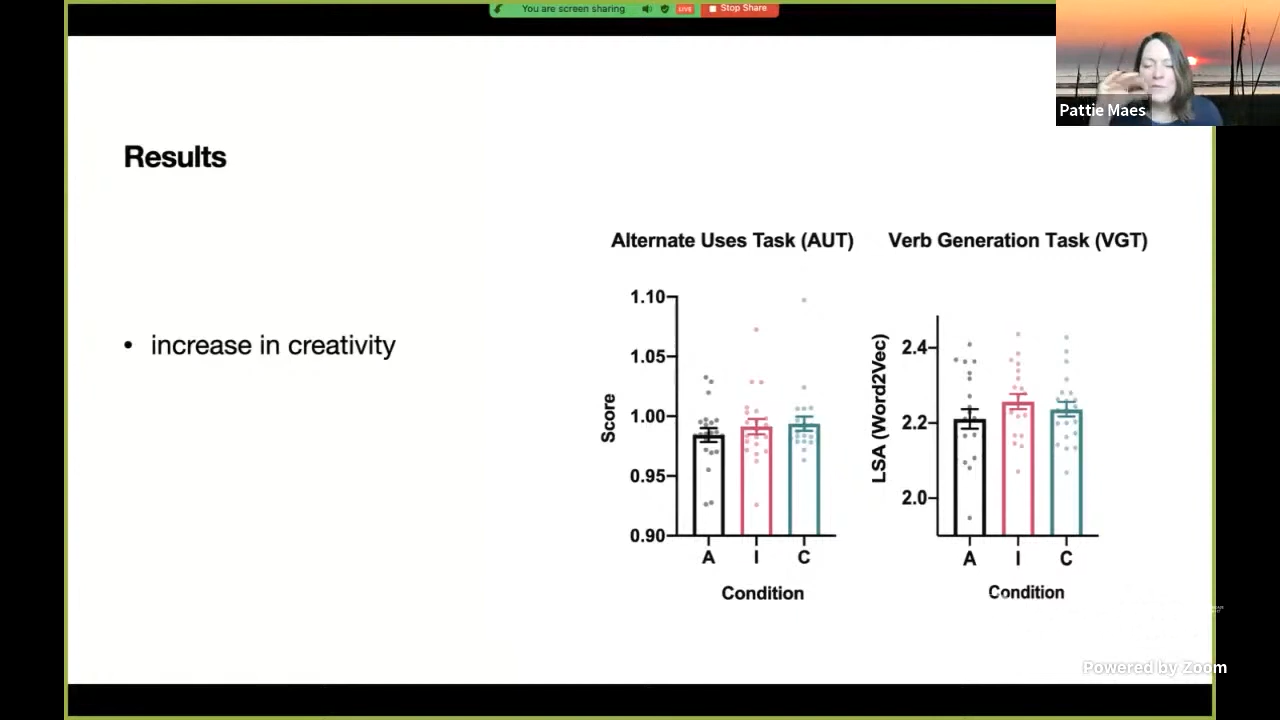 You are screen sharing
LIVE
Stop Share
Pattie Maes
Results
• increase in creativity
Alternate Uses Task (AUT)
Score
1.10
1.05
1.00
0.95
0.90
A I C
Condition
Verb Generation Task (VGT)
LSA (Word2Vec)
2.4
2.2
2.0
A I C
Condition
Powered by Zoom